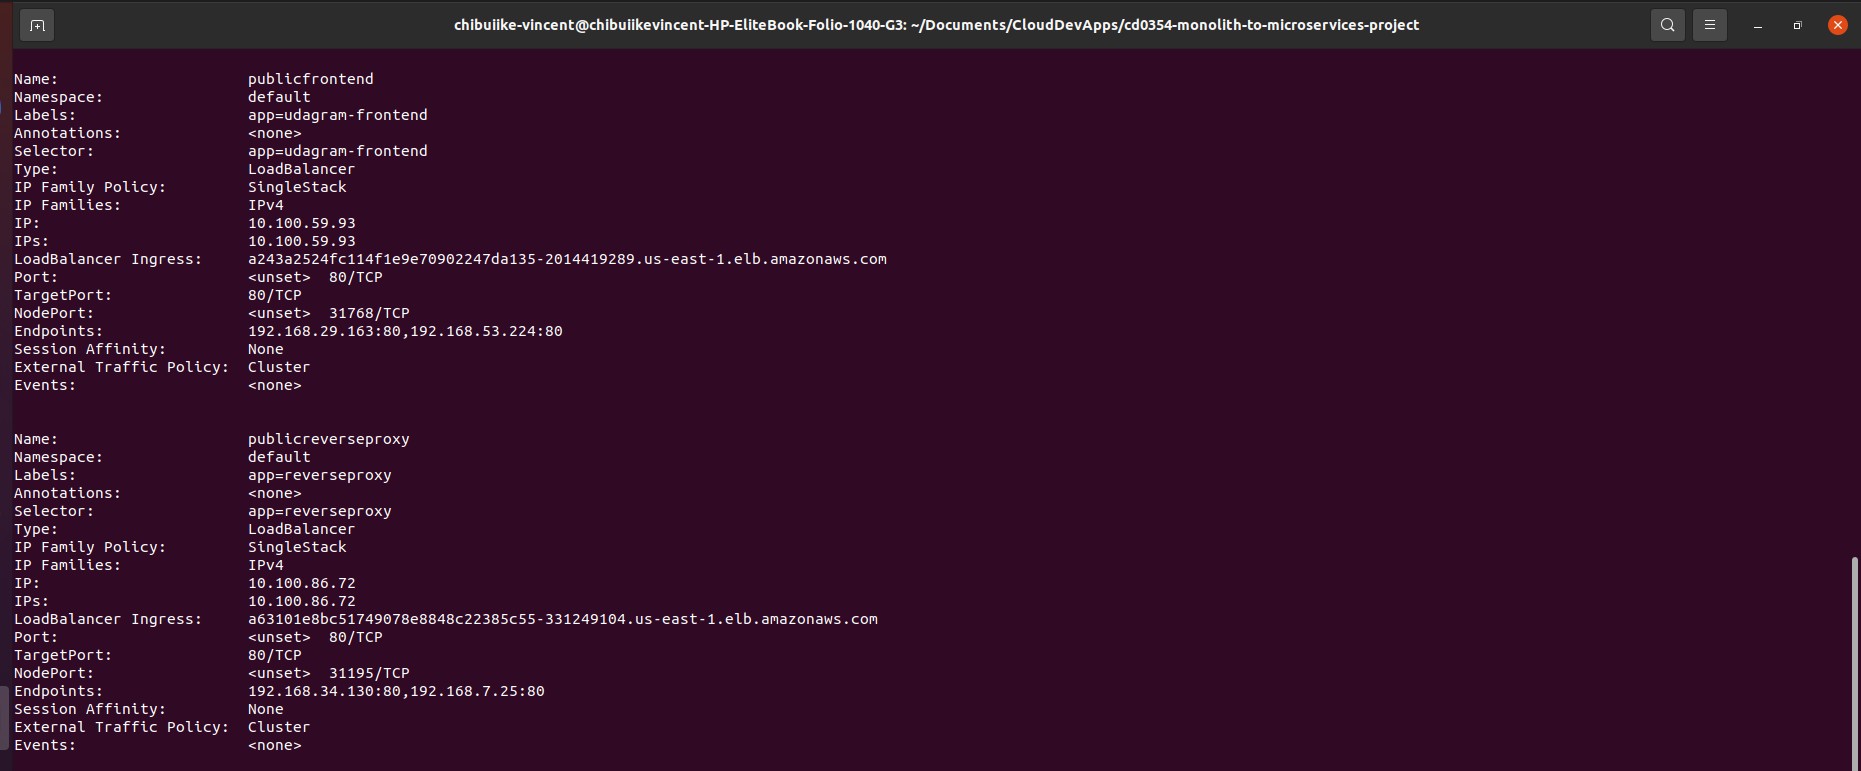 chibuiike-vincent@chibuiikevincent-HP-EliteBook-Folio-1040-G3: ~/Documents/CloudDevApps/cd0354-monolith-to-microservices-project
Name: publicfrontend
Namespace: default
Labels: app=udagram-frontend
Annotations: <none>
Selector: app=udagram-frontend
Type: LoadBalancer
IP Family Policy: SingleStack
IP Families: IPv4
IP: 10.100.59.93
IPs: 10.100.59.93
LoadBalancer Ingress: a243a2524fc114f1e9e70902247da135-2014419289.us-east-1.elb.amazonaws.com
Port: <unset> 80/TCP
TargetPort: 80/TCP
NodePort: <unset> 31768/TCP
Endpoints: 192.168.29.163:80,192.168.53.224:80
Session Affinity: None
External Traffic Policy: Cluster
Events: <none>
Name: publicreverseproxy
Namespace: default
Labels: app=reverseproxy
Annotations: <none>
Selector: app=reverseproxy
Type: LoadBalancer
IP Family Policy: SingleStack
IP Families: IPv4
IP: 10.100.86.72
IPs: 10.100.86.72
LoadBalancer Ingress: a63101e8bc51749078e8848c22385c55-331249104.us-east-1.elb.amazonaws.com
Port: <unset> 80/TCP
TargetPort: 80/TCP
NodePort: <unset> 31195/TCP
Endpoints: 192.168.34.130:80,192.168.7.25:80
Session Affinity: None
External Traffic Policy: Cluster
Events: <none>